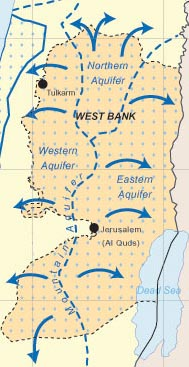 Northern
Aquifer
Tulkarm
WEST BANK
Western
Aquifer
Eastern
Aquifer
Mountain Aquifer
Jerusalem
(Al Quds)
Dead Sea